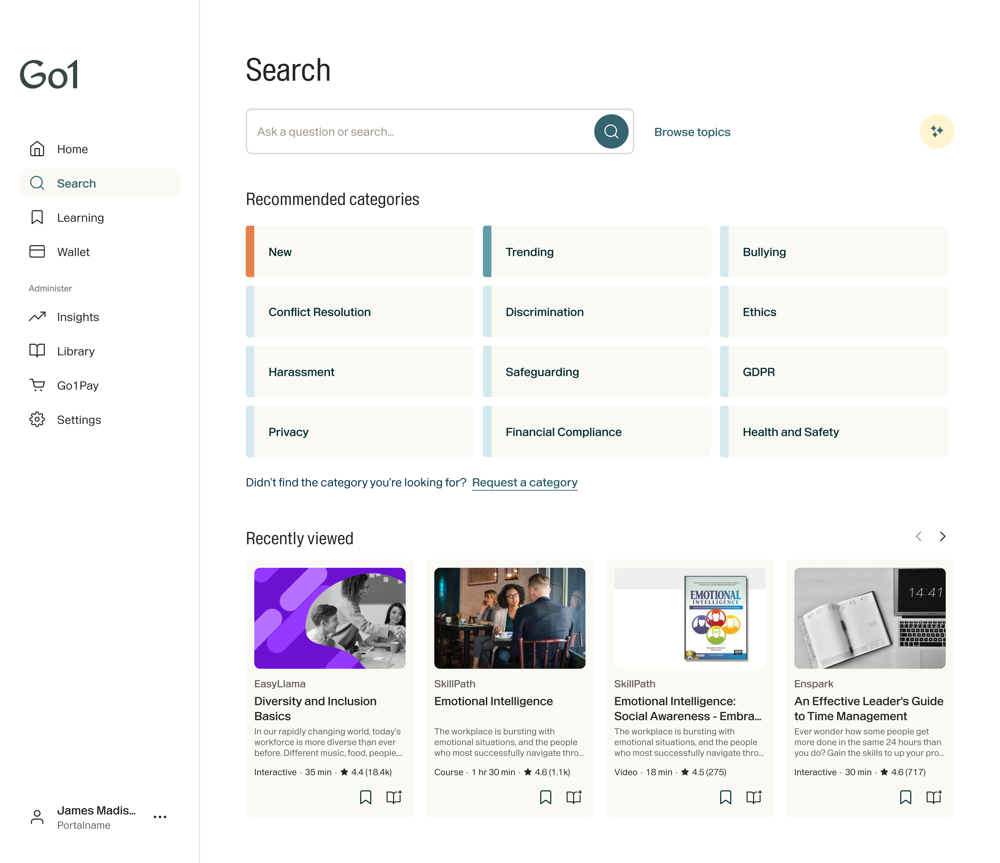 Go1
Home
Search
Learning
Wallet
Administer
Insights
Library
Go1Pay
Settings
James Madis...
Portalname
Search
Ask a question or search...
Browse topics
Recommended categories
New
Trending
Bullying
Conflict Resolution
Discrimination
Ethics
Harassment
Safeguarding
GDPR
Privacy
Financial Compliance
Health and Safety
Didn’t find the category you’re looking for? Request a category
Recently viewed
EasyLlama
Diversity and Inclusion
Basics
In our rapidly changing world, today’s
workforce is more diverse than ever
before. Different music, food, people,...
Interactive · 35 min · ★ 4.4 (18.4k)
SkillPath
Emotional Intelligence
The workplace is bursting with
emotional situations, and the people
who most successfully navigate thro...
Course · 1 hr 30 min · ★ 4.6 (1.1k)
EMOTIONAL
INTELLIGENCE
DVD
SkillPath
Emotional Intelligence:
Social Awareness - Embra...
The workplace is bursting with
emotional situations, and the people
who most successfully navigate thro...
Video · 18 min · ★ 4.5 (275)
14:41
Enspark
An Effective Leader's Guide
to Time Management
Ever wonder how some people get
more done in the same 24 hours than
you do? Gain the skills to up your pro...
Interactive · 30 min · ★ 4.6 (717)